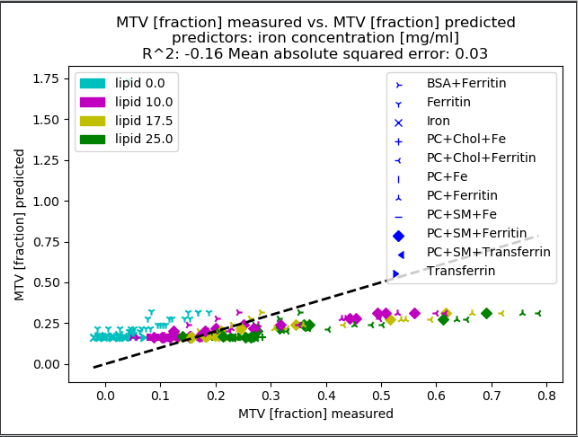 MTV [fraction] measured vs. MTV [fraction] predicted
predictors: iron concentration [mg/ml]
R^2: -0.16 Mean absolute squared error: 0.03
MTV [fraction] predicted
1.75
1.50
1.25
1.00
0.75
0.50
0.25
0.00
lipid 0.0
lipid 10.0
lipid 17.5
lipid 25.0
BSA+Ferritin
Ferritin
Iron
PC+Chol+Fe
PC+Chol+Ferritin
PC+Fe
PC+Ferritin
PC+SM+Fe
PC+SM+Ferritin
PC+SM+Transferrin
Transferrin
0.0 0.1 0.2 0.3 0.4 0.5 0.6 0.7 0.8
MTV [fraction] measured